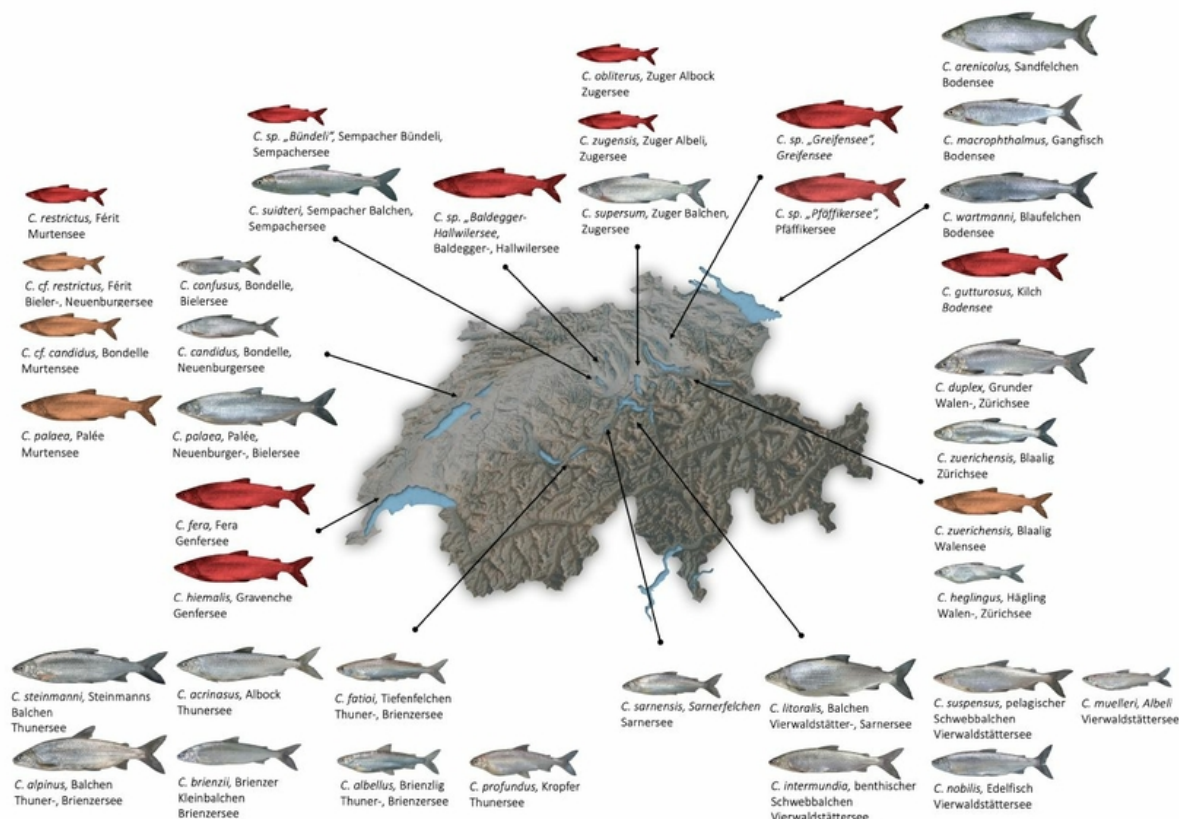 C. obliterus, Zuger Albock
Zugersee
C. arenicolus, Sandfelchen
Bodensee
C. sp. „Bündeli“, Sempacher Bündeli,
Sempachersee
C. zugensis, Zuger Albeli,
Zugersee
C. sp. „Greifensee“,
Greifensee
C. macrophthalmus, Gangfisch
Bodensee
C. restrictus, Férit
Murtensee
C. suidteri, Sempacher Balchen,
Sempachersee
C. sp. „Baldegger-
Hallwilersee,
Baldegger-, Hallwilersee
C. supersum, Zuger Balchen,
Zugersee
C. sp. „Pfäffikersee“,
Pfäffikersee
C. wartmanni, Blaufelchen
Bodensee
C. cf. restrictus, Férit
Bieler-, Neuenburgersee
C. confusus, Bondelle,
Bielersee
C. gutturosus, Kilch
Bodensee
C. cf. candidus, Bondelle
Murtensee
C. candidus, Bondelle,
Neuenburgersee
C. duplex, Grunder
Walen-, Zürichsee
C. palaea, Palée
Murtensee
C. palaea, Palée,
Neuenburger-, Bielersee
C. zuerichensis, Blaalig
Zürichsee
C. fera, Fera
Genfersee
C. zuerichensis, Blaalig
Walensee
C. hiemalis, Gravenche
Genfersee
C. heglingus, Hägling
Walen-, Zürichsee
C. steinmanni, Steinmanns
Balchen
Thunersee
C. acrinasus, Albock
Thunersee
C. fatioi, Tiefenfelchen
Thuner-, Brienzersee
C. sarnensis, Sarnerfelchen
Sarnersee
C. litoralis, Balchen
Vierwaldstätter-, Sarnersee
C. suspensus, pelagischer
Schwebbalchen
Vierwaldstättersee
C. muelleri, Albeli
Vierwaldstättersee
C. alpinus, Balchen
Thuner-, Brienzersee
C. brienzii, Brienzer
Kleinbalchen
Brienzersee
C. albellus, Brienzlig
Thuner-, Brienzersee
C. profundus, Kropfer
Thunersee
C. intermundia, benthischer
Schwebbalchen
Vierwaldstättersee
C. nobilis, Edelfisch
Vierwaldstättersee